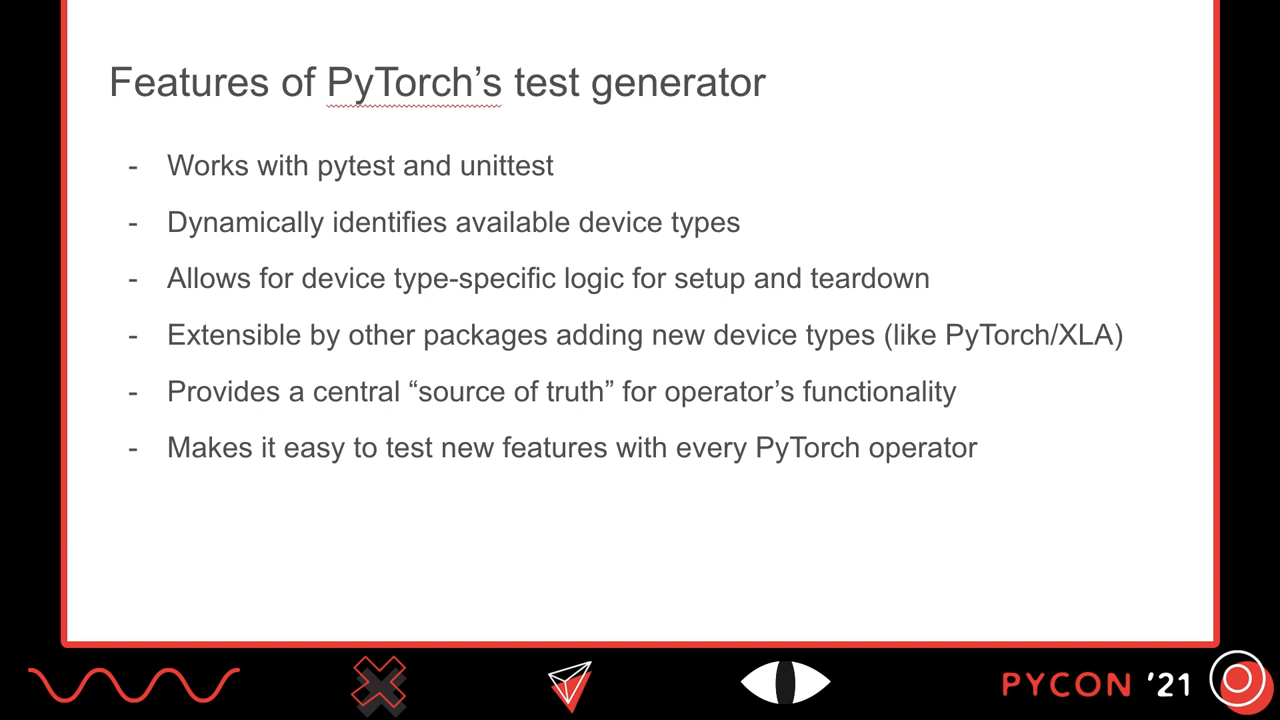 Features of PyTorch’s test generator
- Works with pytest and unittest
- Dynamically identifies available device types
- Allows for device type-specific logic for setup and teardown
- Extensible by other packages adding new device types (like PyTorch/XLA)
- Provides a central “source of truth” for operator’s functionality
- Makes it easy to test new features with every PyTorch operator
PYCON ’21